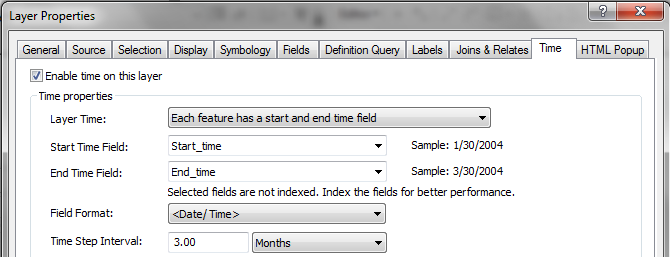 Layer Properties
General Source Selection Display Symbology Fields Definition Query Labels Joins & Relates Time HTML Popup
Enable time on this layer
Time properties
Layer Time: Each feature has a start and end time field
Start Time Field: Start_time Sample: 1/30/2004
End Time Field: End_time Sample: 3/30/2004
Selected fields are not indexed. Index the fields for better performance.
Field Format: <Date/Time>
Time Step Interval: 3.00 Months